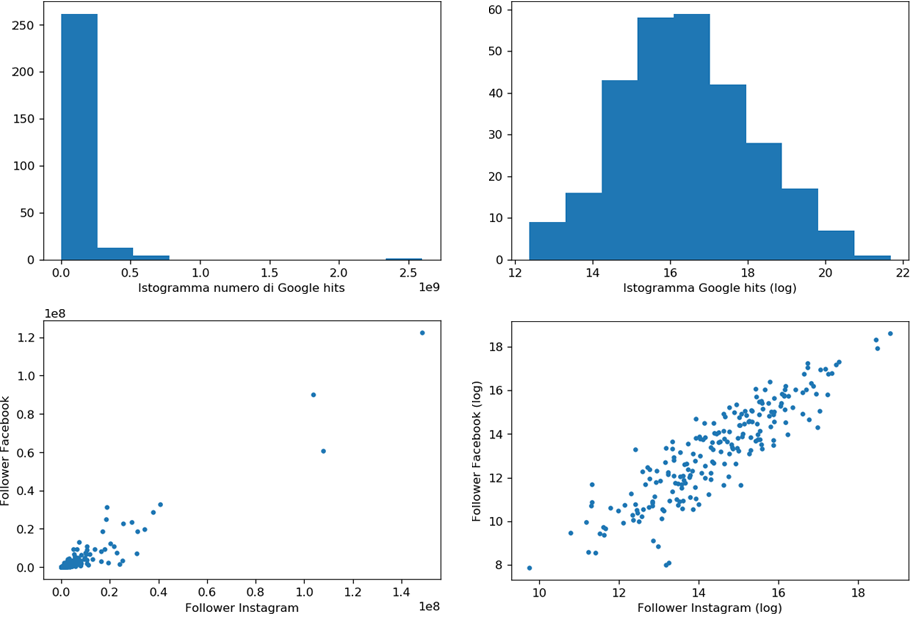 250
200
150
100
50
0
0.0 0.5 1.0 1.5 2.0 2.5
1e9
Istogramma numero di Google hits
60
50
40
30
20
10
0
12 14 16 18 20 22
Istogramma Google hits (log)
1e8
1.2
1.0
0.8
0.6
0.4
0.2
0.0
Follower Facebook
0.0 0.2 0.4 0.6 0.8 1.0 1.2 1.4
1e8
Follower Instagram
18
16
14
12
10
8
Follower Facebook (log)
10 12 14 16 18
Follower Instagram (log)